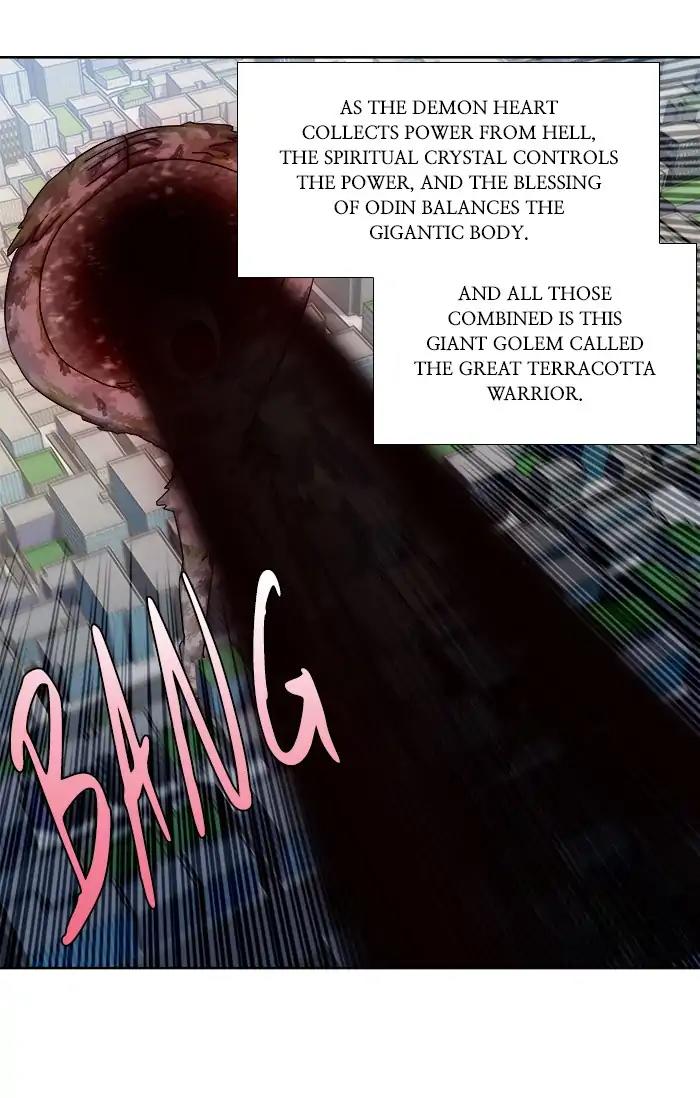 AS THE DEMON HEART
COLLECTS POWER FROM HELL,
THE SPIRITUAL CRYSTAL CONTROLS
THE POWER, AND THE BLESSING
OF ODIN BALANCES THE
GIGANTIC BODY.
AND ALL THOSE
COMBINED IS THIS
GIANT GOLEM CALLED
THE GREAT TERRACOTTA
WARRIOR.
BANG